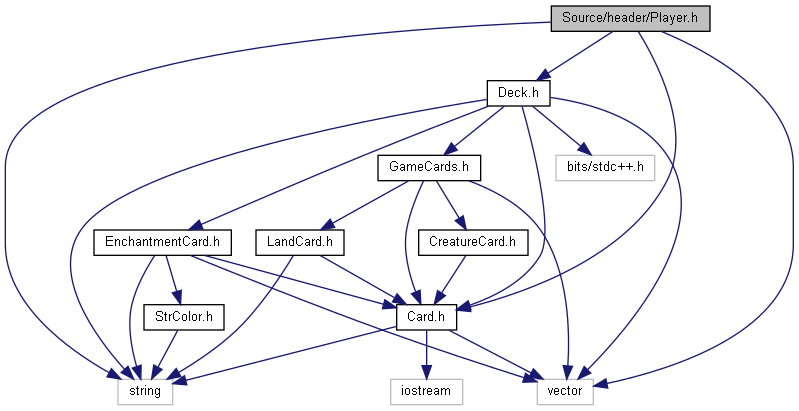 Source/header/Player.h
Deck.h
GameCards.h
bits/stdc++.h
EnchantmentCard.h
LandCard.h
CreatureCard.h
StrColor.h
Card.h
string
iostream
vector